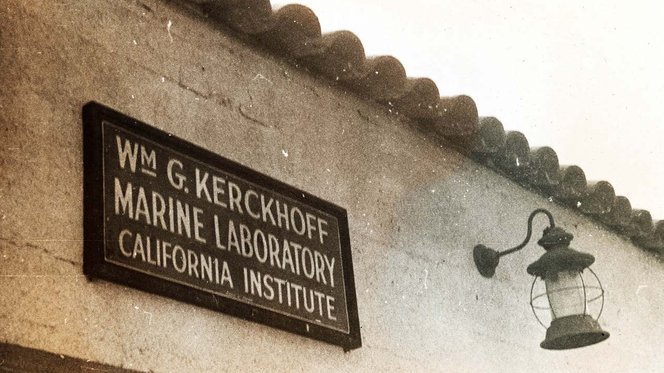 Wᴹ G. KERCKHOFF
MARINE LABORATORY
CALIFORNIA INSTITUTE